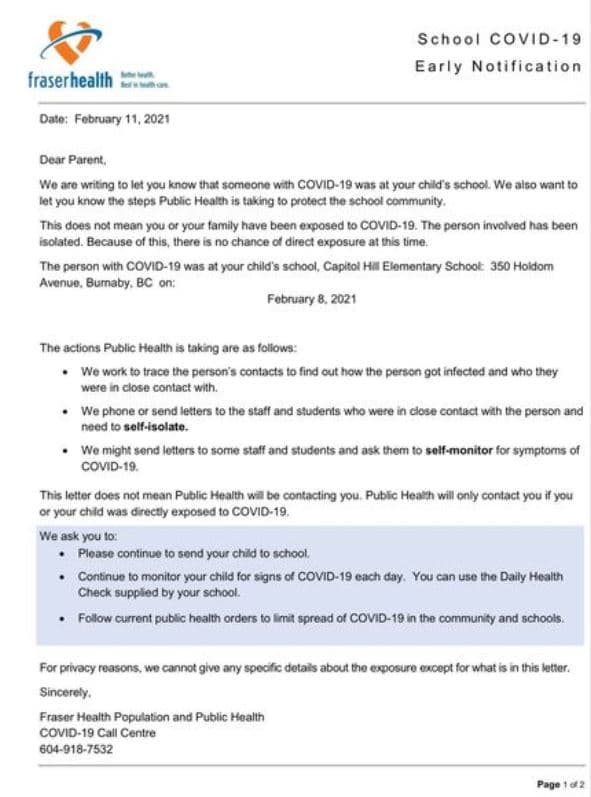 School COVID-19
Early Notification
fraserhealth
Better health.
Best in health care.
Date: February 11, 2021
Dear Parent,
We are writing to let you know that someone with COVID-19 was at your child's school. We also want to
let you know the steps Public Health is taking to protect the school community.
This does not mean you or your family have been exposed to COVID-19. The person involved has been
isolated. Because of this, there is no chance of direct exposure at this time.
The person with COVID-19 was at your child's school, Capitol Hill Elementary School: 350 Holdom
Avenue, Burnaby, BC on:
February 8, 2021
The actions Public Health is taking are as follows:
• We work to trace the person's contacts to find out how the person got infected and who they
were in close contact with.
• We phone or send letters to the staff and students who were in close contact with the person and
need to self-isolate.
• We might send letters to some staff and students and ask them to self-monitor for symptoms of
COVID-19.
This letter does not mean Public Health will be contacting you. Public Health will only contact you if you
or your child was directly exposed to COVID-19.
We ask you to:
• Please continue to send your child to school.
• Continue to monitor your child for signs of COVID-19 each day. You can use the Daily Health
Check supplied by your school.
• Follow current public health orders to limit spread of COVID-19 in the community and schools.
For privacy reasons, we cannot give any specific details about the exposure except for what is in this letter.
Sincerely,
Fraser Health Population and Public Health
COVID-19 Call Centre
604-918-7532
Page 1 of 2